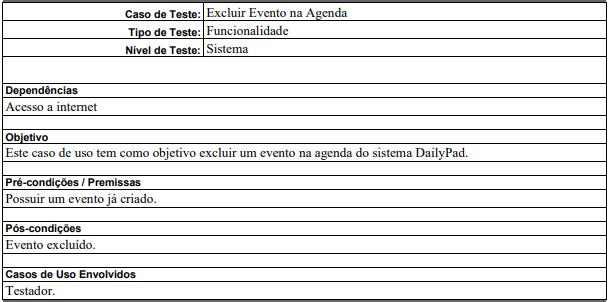 Caso de Teste: Excluir Evento na Agenda
Tipo de Teste: Funcionalidade
Nível de Teste: Sistema
Dependências
Acesso a internet
Objetivo
Este caso de uso tem como objetivo excluir um evento na agenda do sistema DailyPad.
Pré-condições / Premissas
Possuir um evento já criado.
Pós-condições
Evento excluído.
Casos de Uso Envolvidos
Testador.